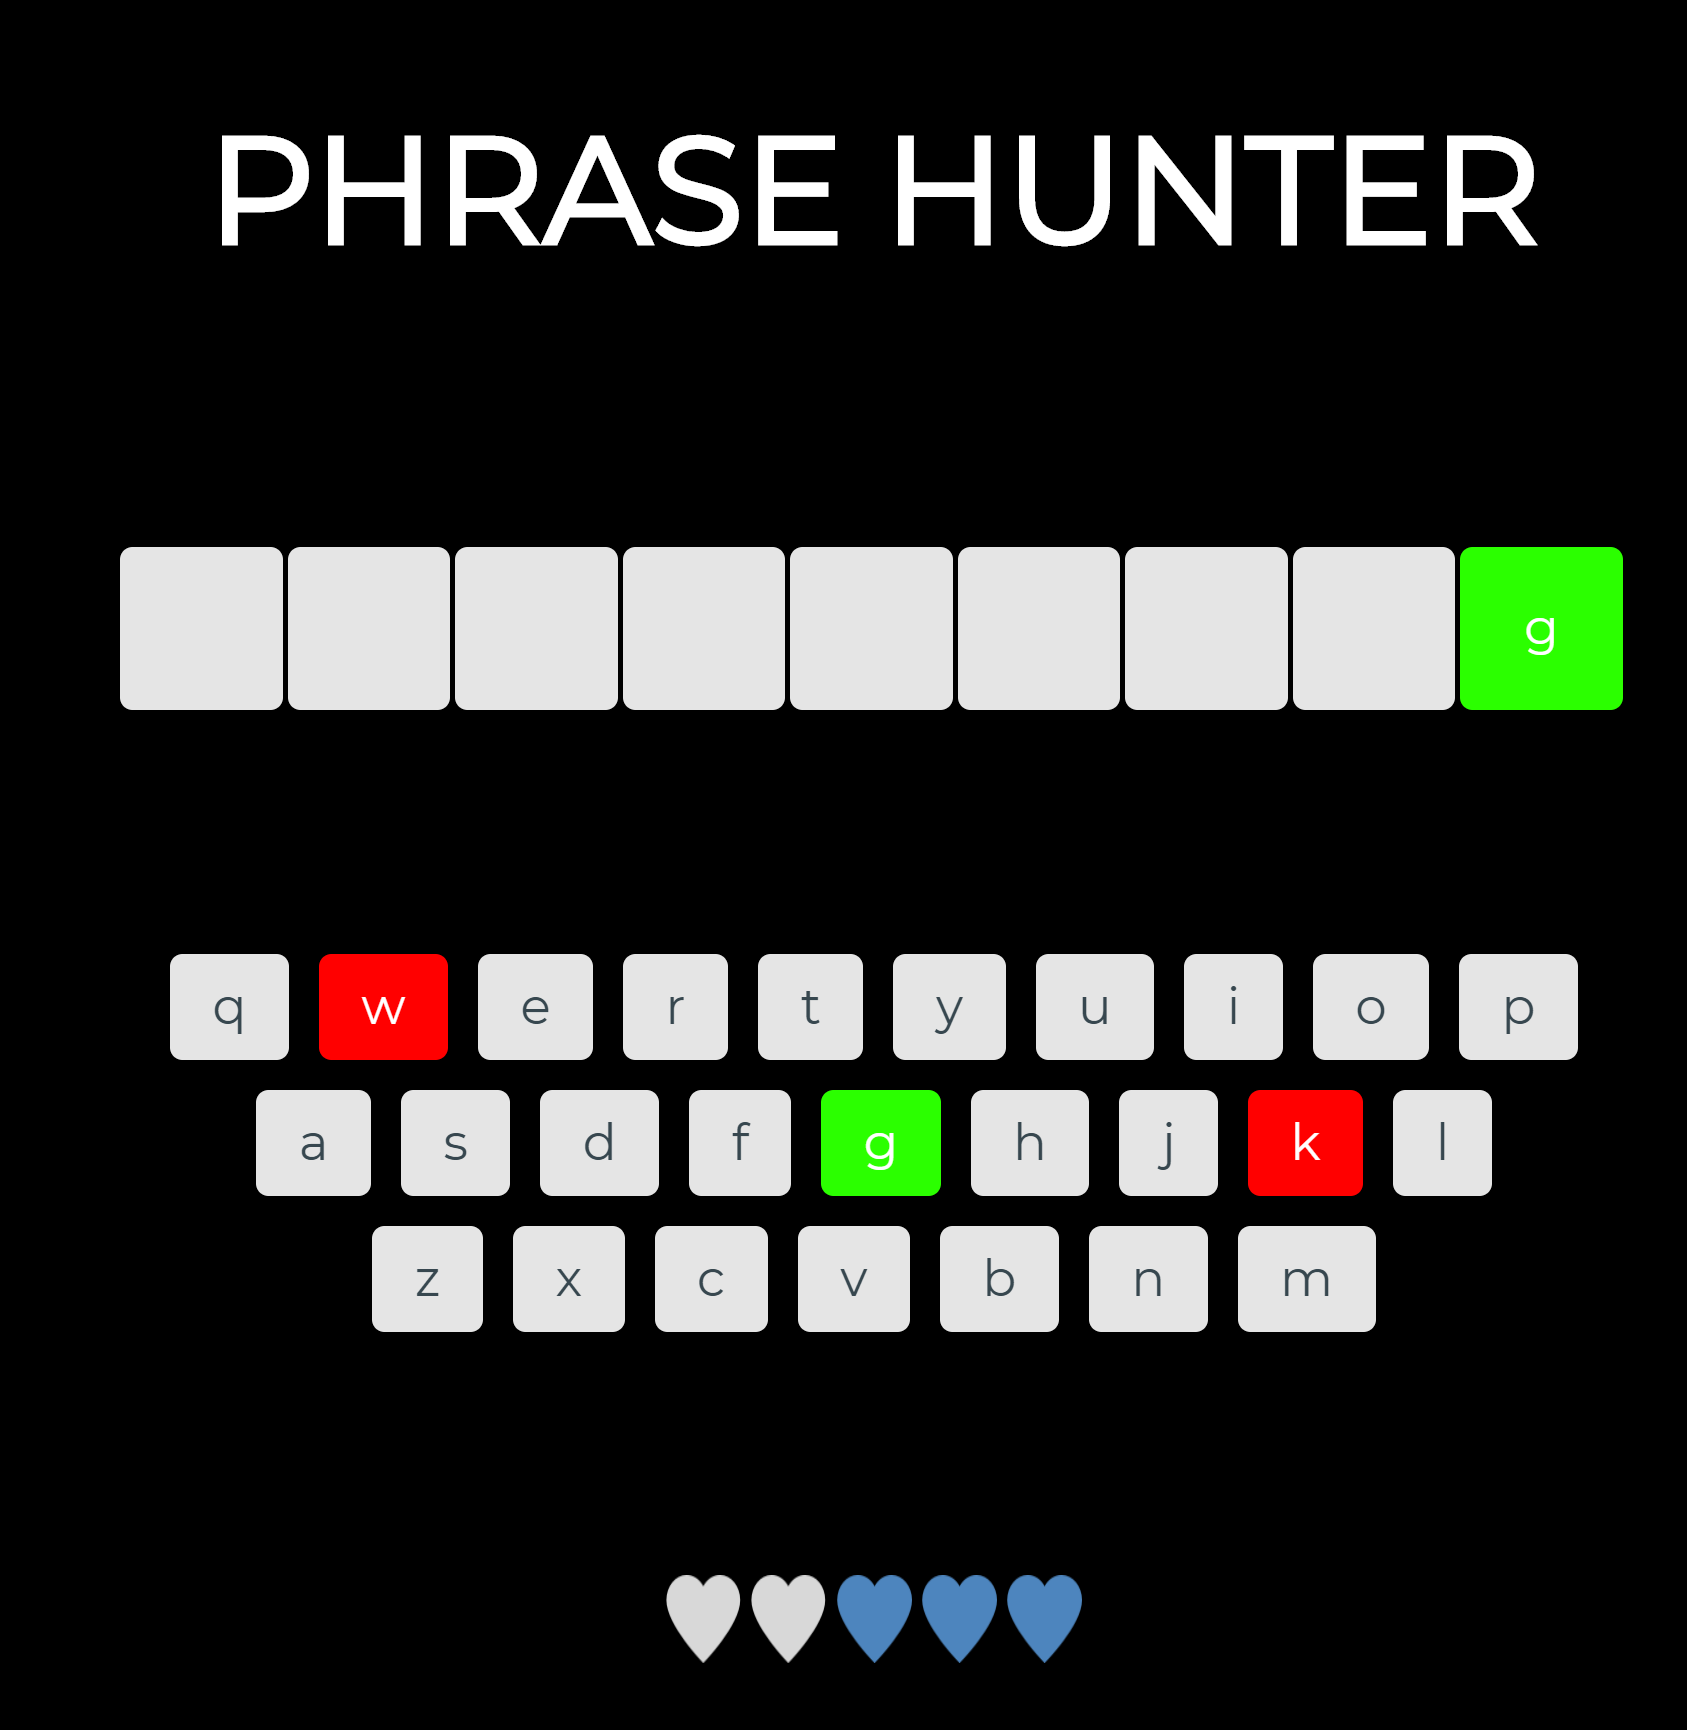 PHRASE HUNTER
g
q w e r t y u i o p
a s d f g h j k l
z x c v b n m